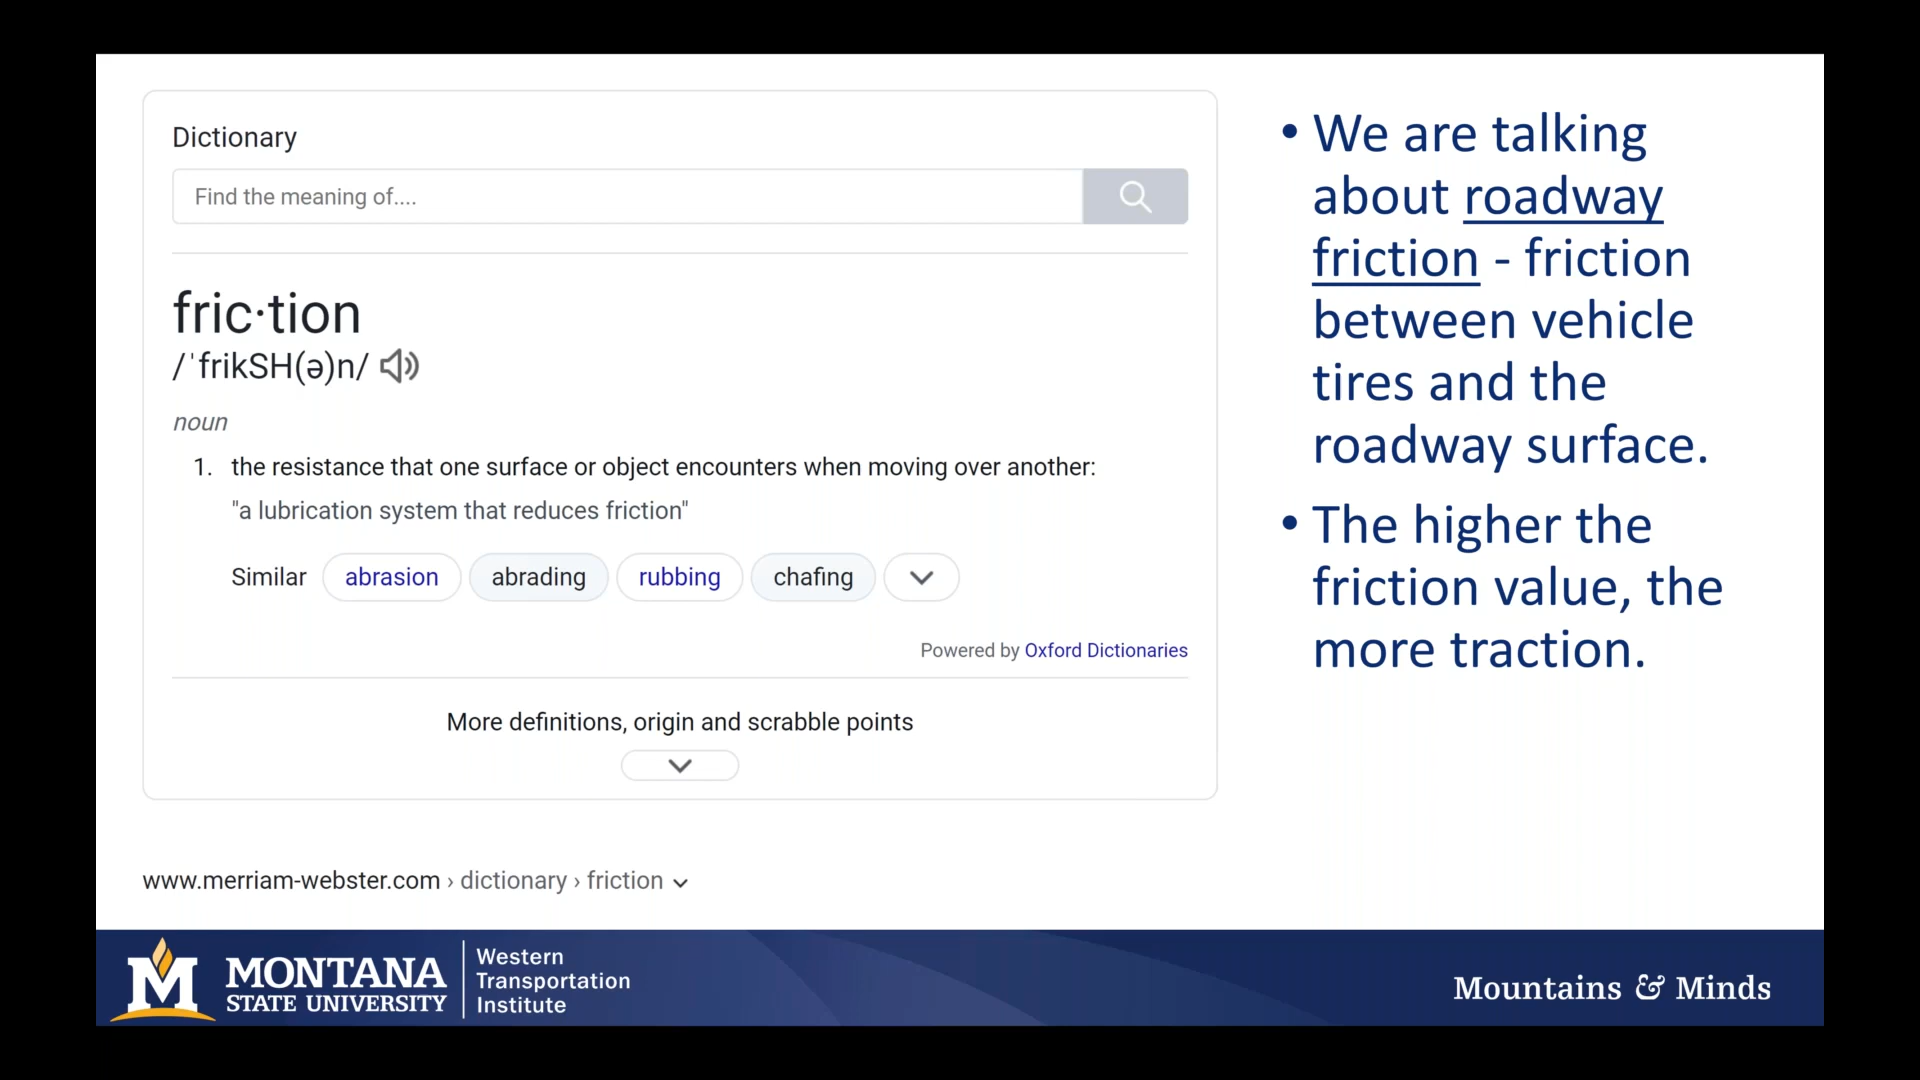 Dictionary
Find the meaning of....
fric·tion
/ˈfrikSH(ə)n/
noun
1. the resistance that one surface or object encounters when moving over another:
"a lubrication system that reduces friction"
Similar abrasion abrading rubbing chafing
Powered by Oxford Dictionaries
More definitions, origin and scrabble points
www.merriam-webster.com › dictionary › friction
• We are talking
about roadway
friction - friction
between vehicle
tires and the
roadway surface.
• The higher the
friction value, the
more traction.
M MONTANA
STATE UNIVERSITY
Western
Transportation
Institute
Mountains & Minds